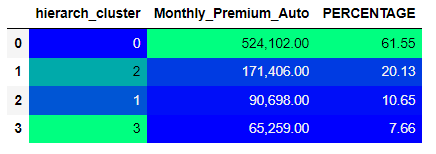 hierarch_cluster Monthly_Premium_Auto PERCENTAGE
0 0 524,102.00 61.55
1 2 171,406.00 20.13
2 1 90,698.00 10.65
3 3 65,259.00 7.66